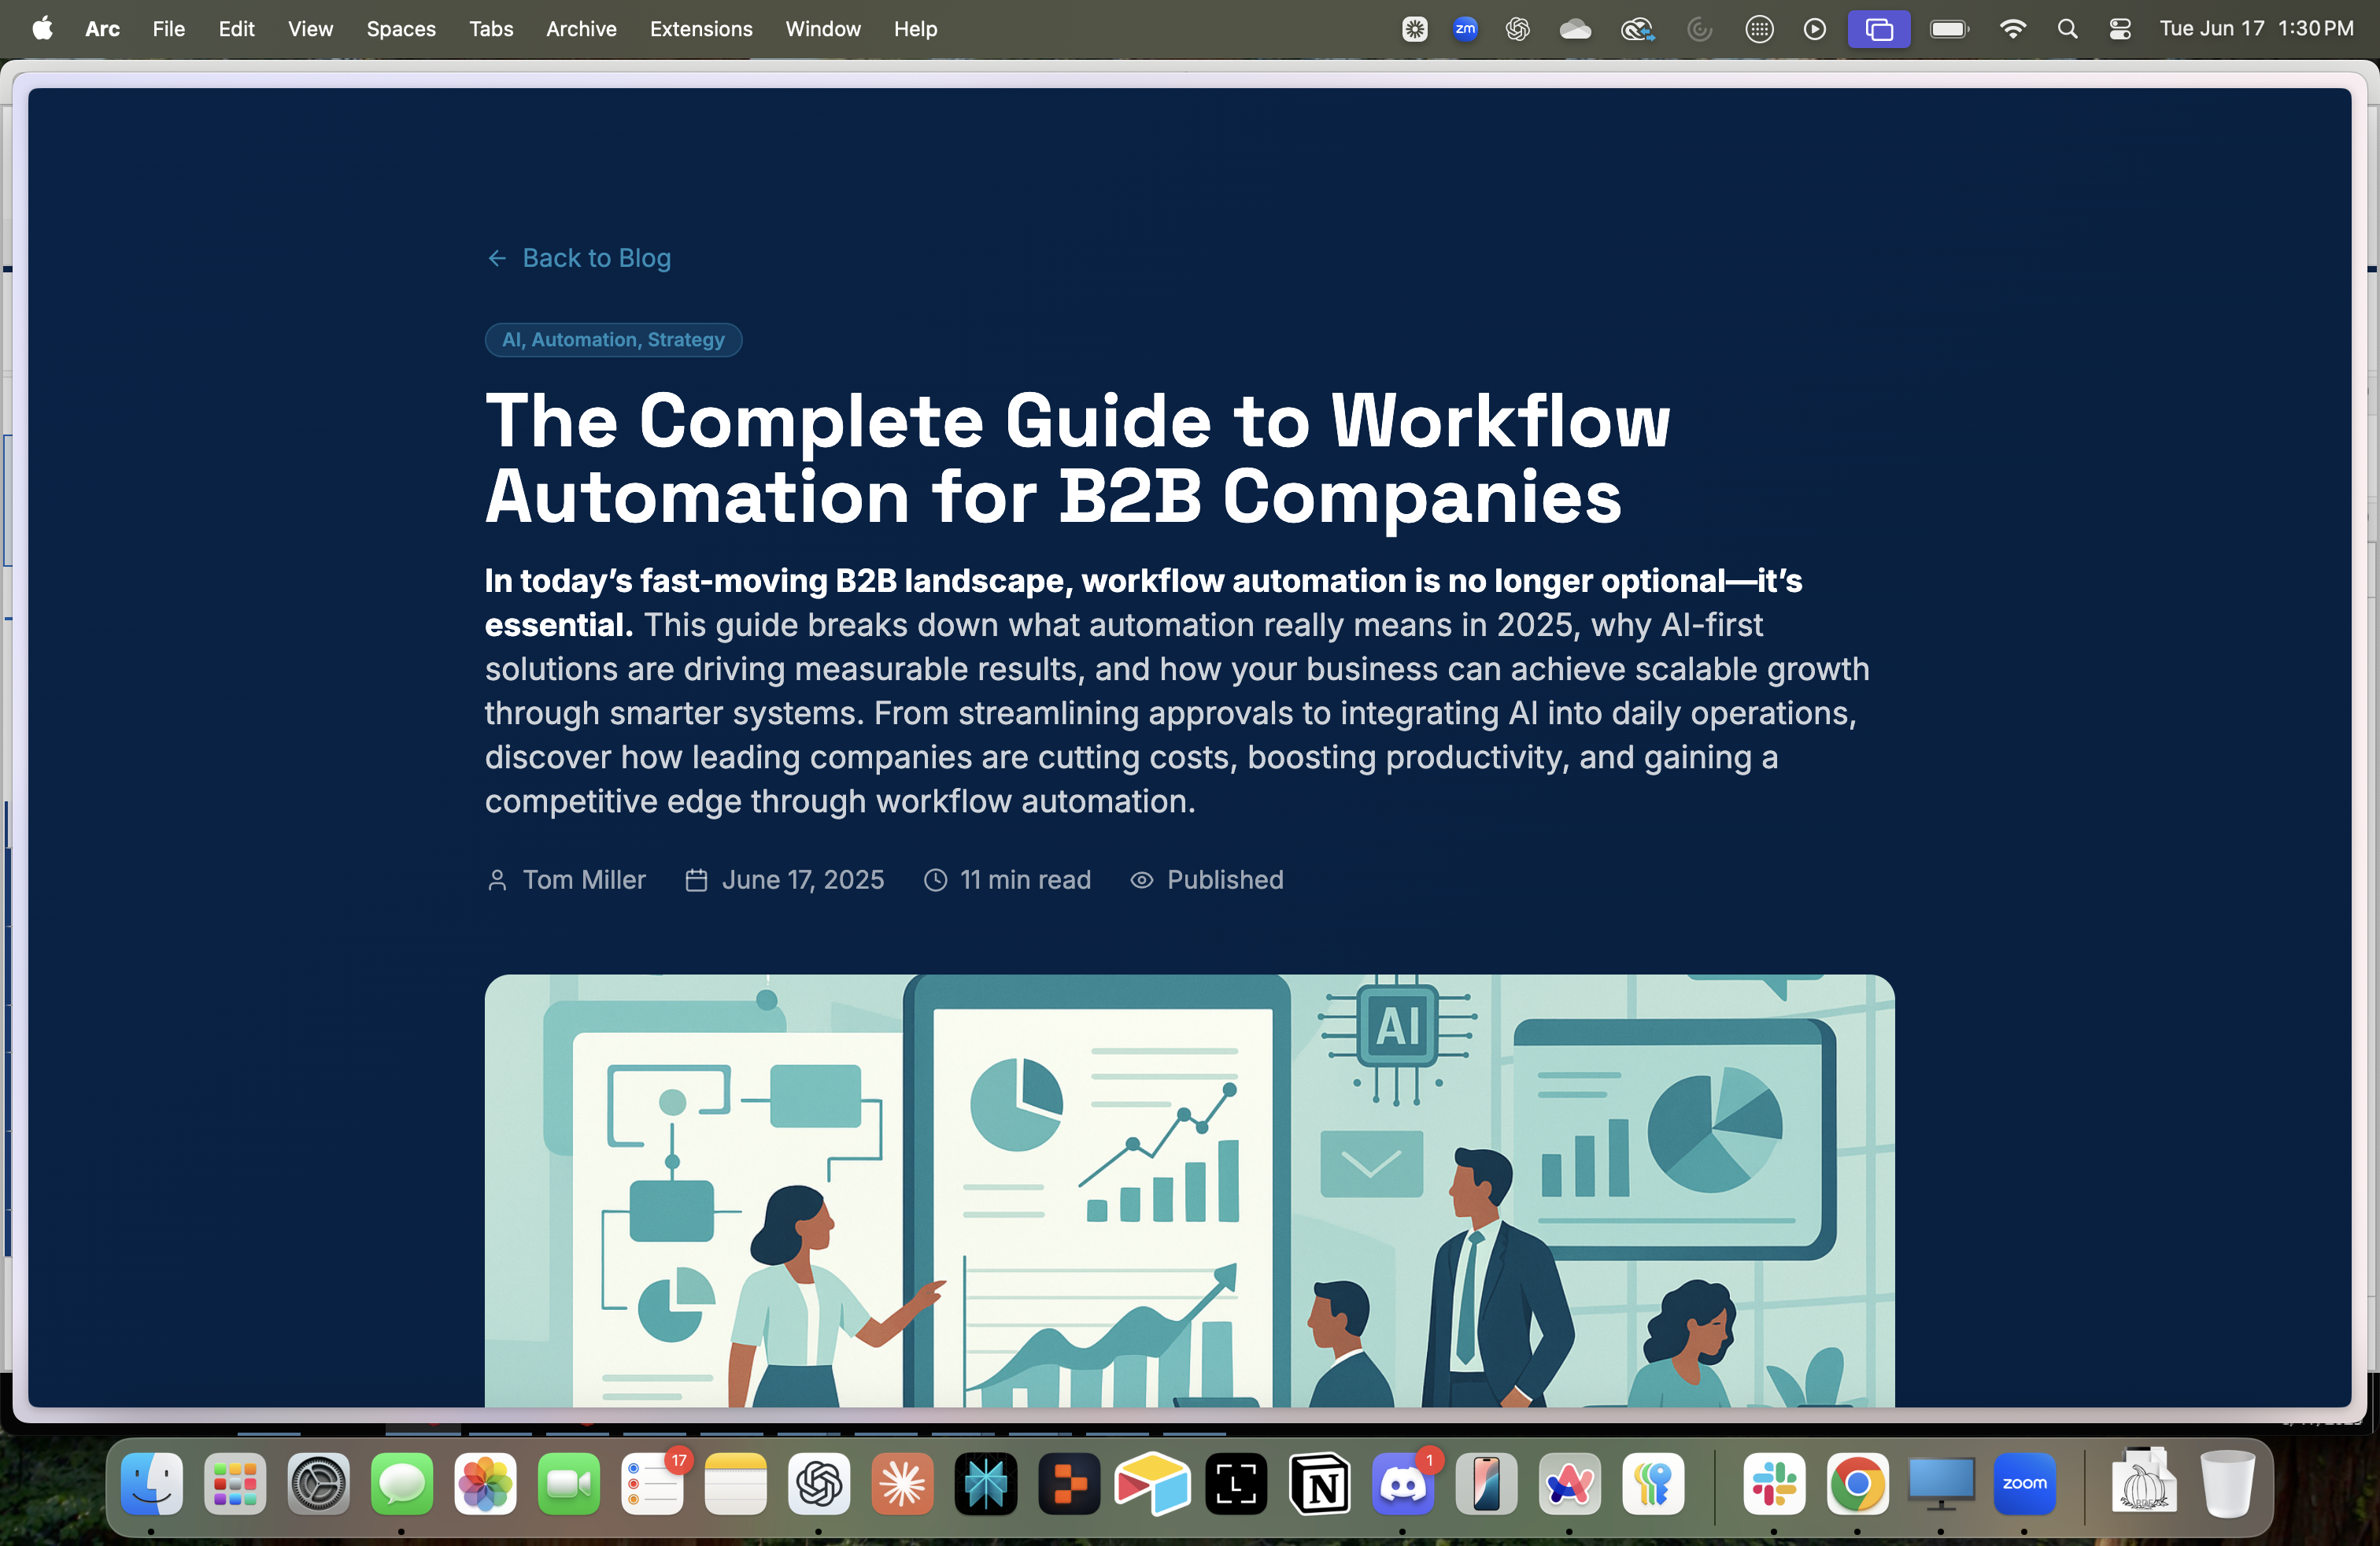 Arc File Edit View Spaces Tabs Archive Extensions Window Help zm Tue Jun 17 1:30 PM
Back to Blog
AI, Automation, Strategy
The Complete Guide to Workflow
Automation for B2B Companies
In today’s fast-moving B2B landscape, workflow automation is no longer optional—it’s
essential. This guide breaks down what automation really means in 2025, why AI-first
solutions are driving measurable results, and how your business can achieve scalable growth
through smarter systems. From streamlining approvals to integrating AI into daily operations,
discover how leading companies are cutting costs, boosting productivity, and gaining a
competitive edge through workflow automation.
Tom Miller June 17, 2025 11 min read Published
AI
17 L N 1 zoom